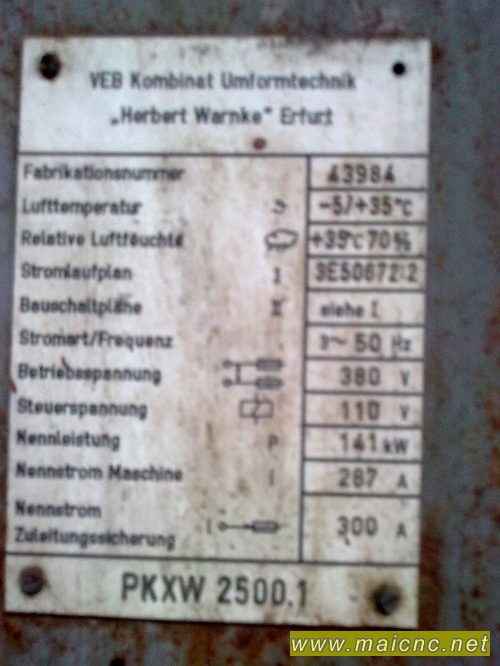 VEB Kombinat Umformtechnik
„Herbert Warnke" Erfurt
Fabrikationsnummer 43984
Lufttemperatur -5/+35°C
Relative Luftfeuchte +35°C 70%
Stromlaufplan I 3E50672:2
Bauschaltpläne II siehe I
Stromart/Frequenz ~ 50 Hz
Betriebsspannung 380 V
Steuerspannung 110 V
Nennleistung P 141 kW
Nennstrom Maschine I 287 A
Nennstrom
Zuleitungssicherung I 300 A
PKXW 2500.1
www.maicnc.net